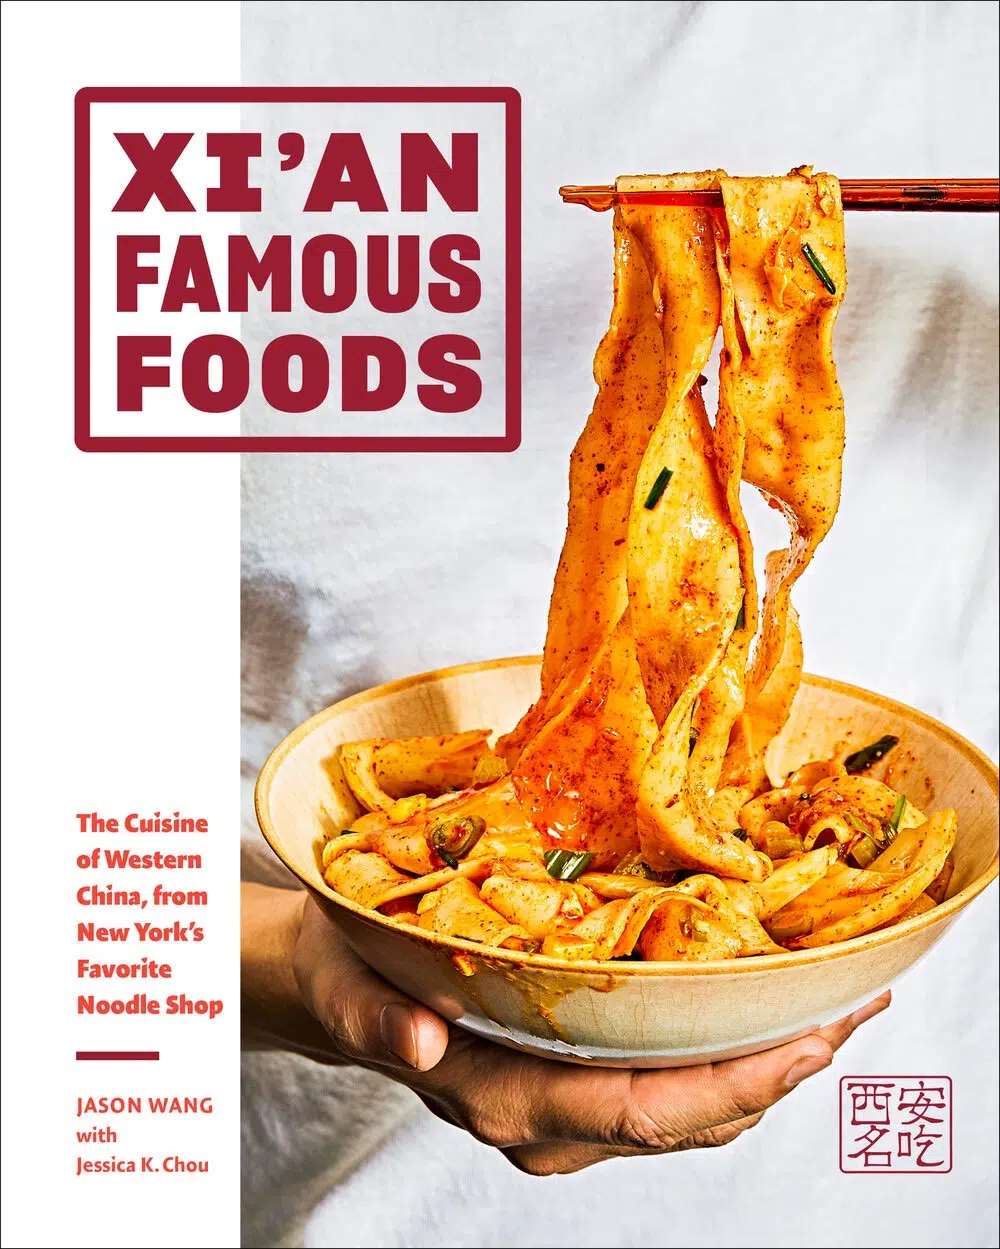 XI’AN
FAMOUS
FOODS
The Cuisine
of Western
China, from
New York’s
Favorite
Noodle Shop
JASON WANG
with
Jessica K. Chou
西安
名吃